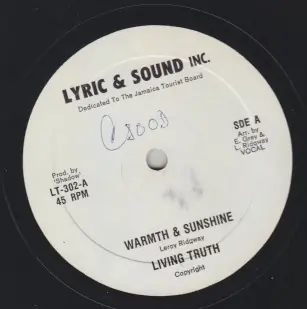 LYRIC & SOUND INC.
Dedicated To The Jamaica Tourist Board
SDE A
Arr. by
E. Grey &
L. Ridgway
VOCAL
Prod. by
'Shadow'
LT-302-A
45 RPM
WARMTH & SUNSHINE
Leroy Ridgway
LIVING TRUTH
Copyright